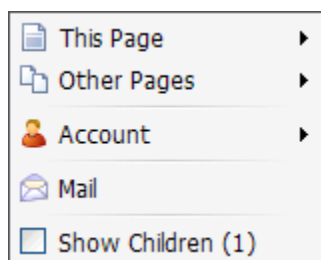 This Page
Other Pages
Account
Mail
Show Children (1)